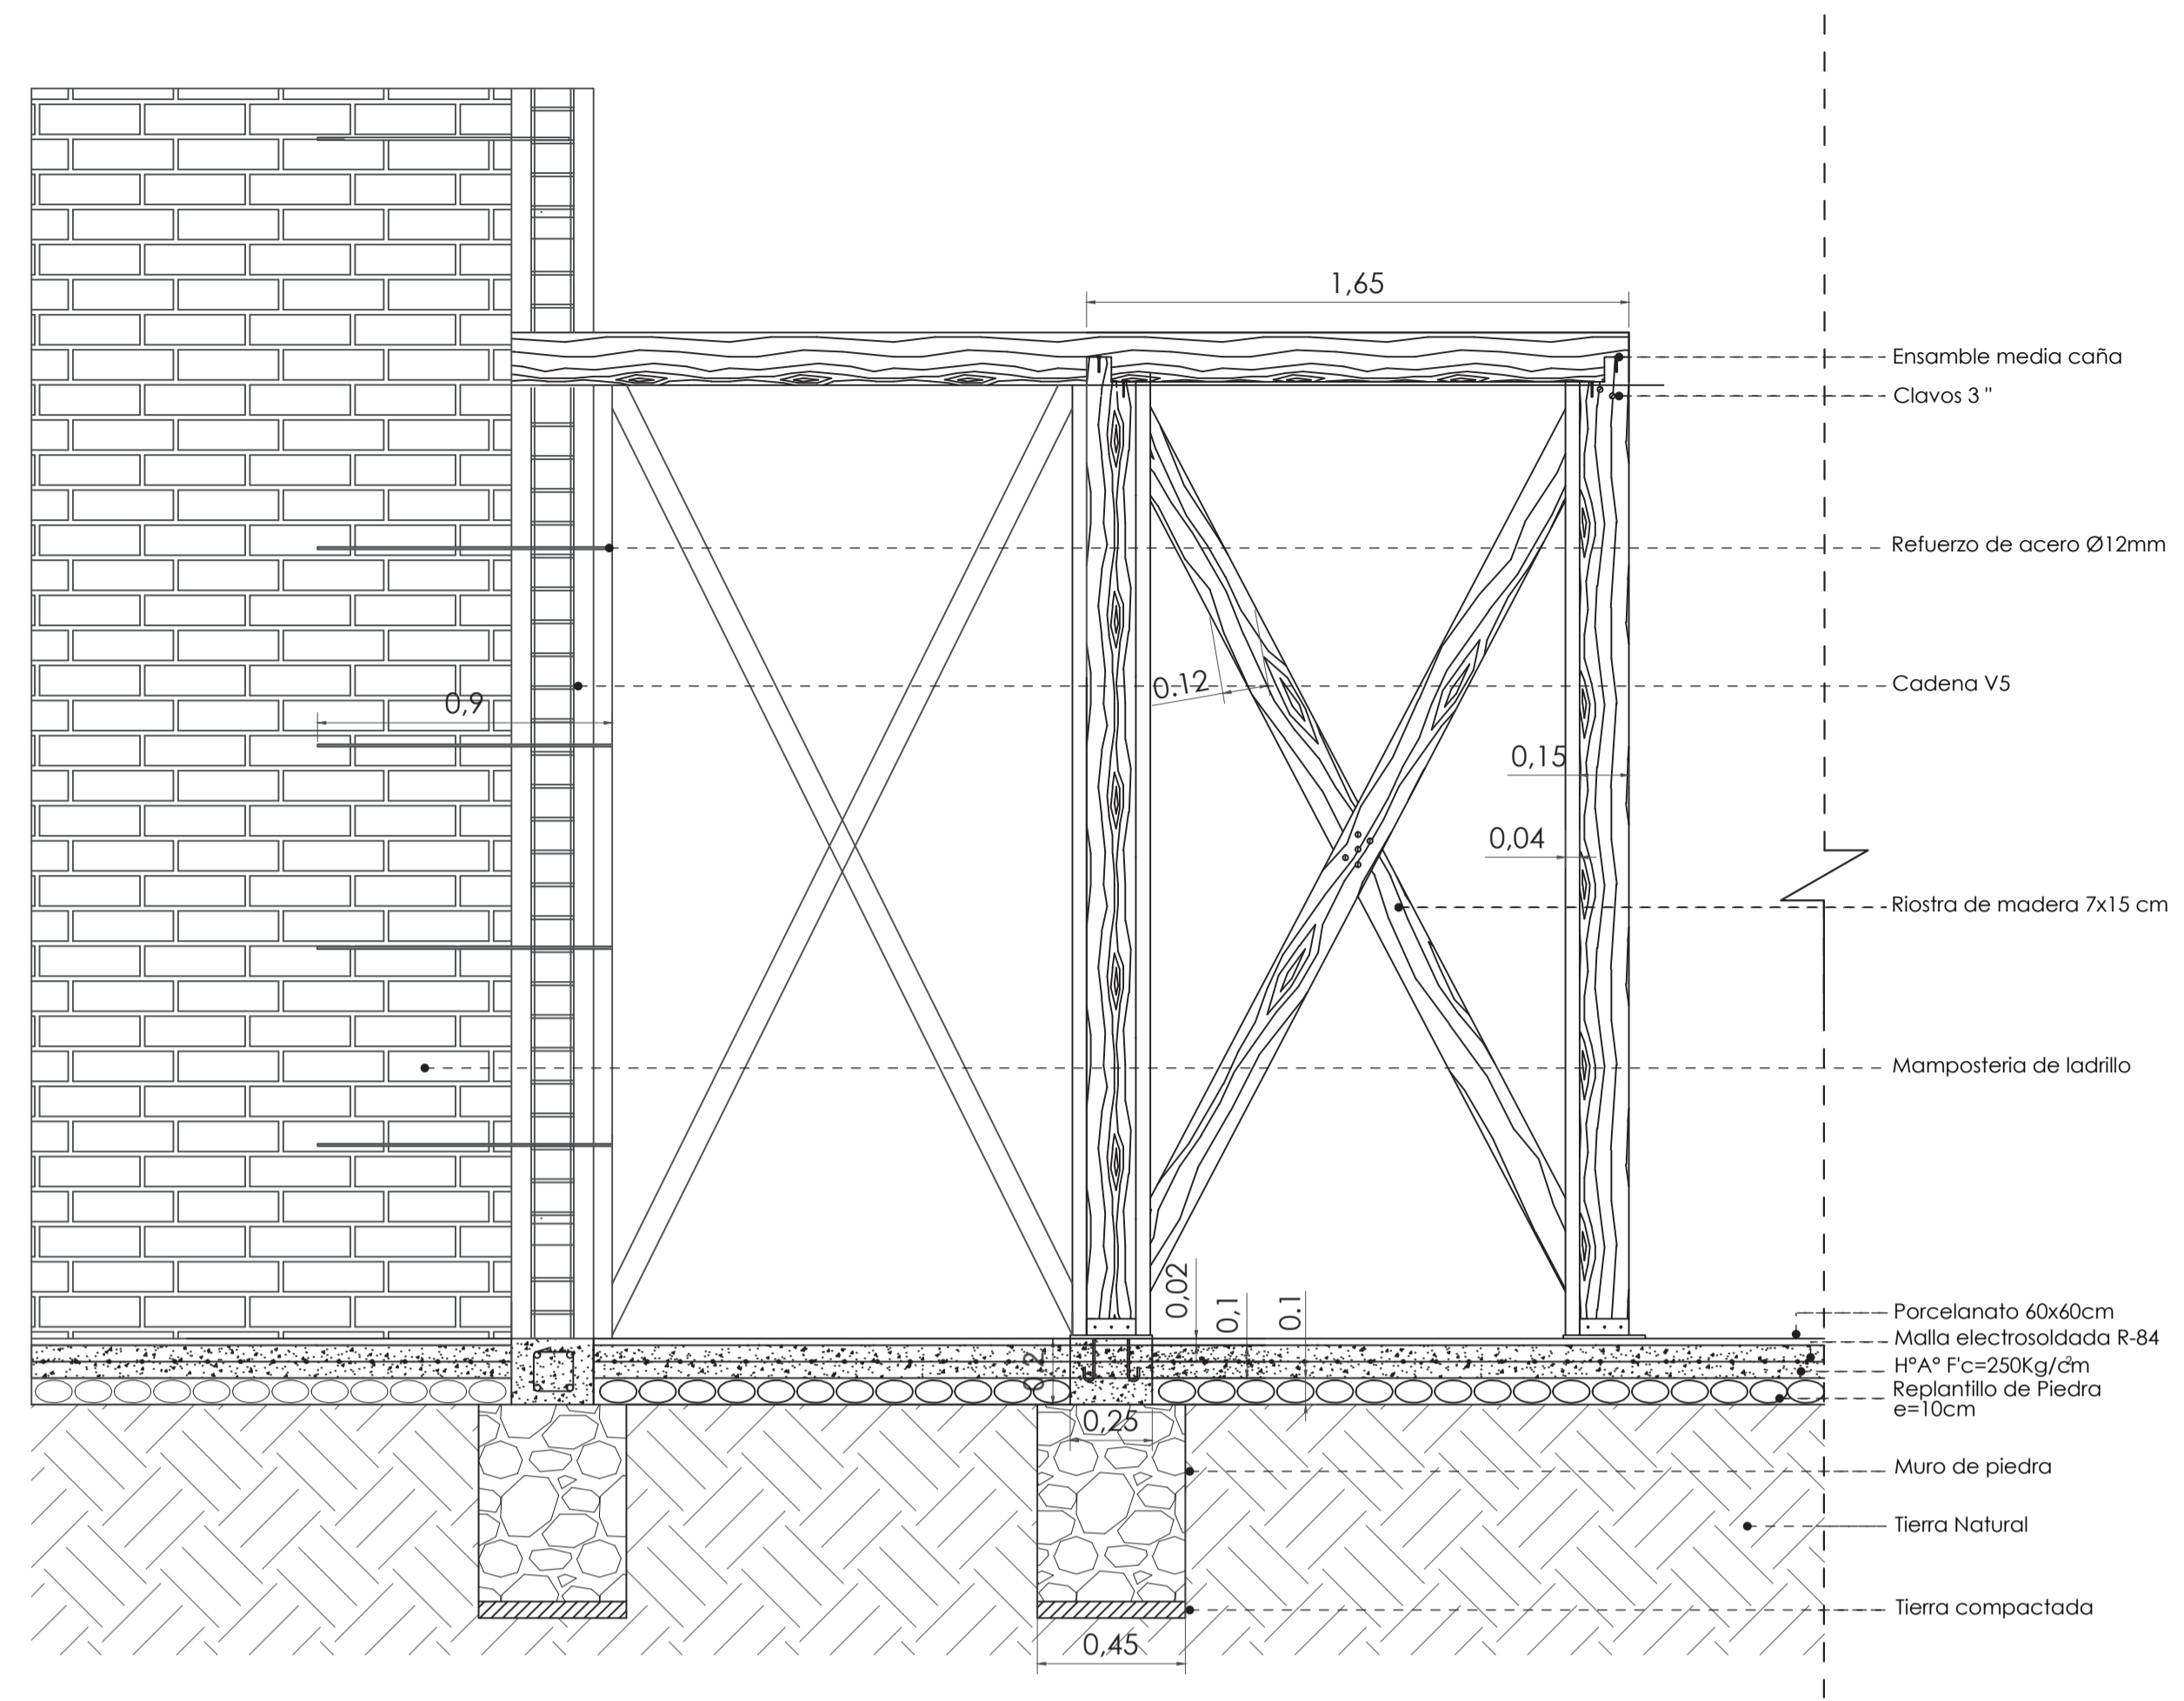 1,65
Ensamble media caña
Clavos 3 "
Refuerzo de acero Ø12mm
Cadena V5
0,9
0.12
0,15
0,04
Riostra de madera 7x15 cm
Mamposteria de ladrillo
0,02
0,1
0.1
Porcelanato 60x60cm
Malla electrosoldada R-84
H°A° F'c=250Kg/cm²
Replantillo de Piedra
e=10cm
0,25
Muro de piedra
Tierra Natural
Tierra compactada
0,45